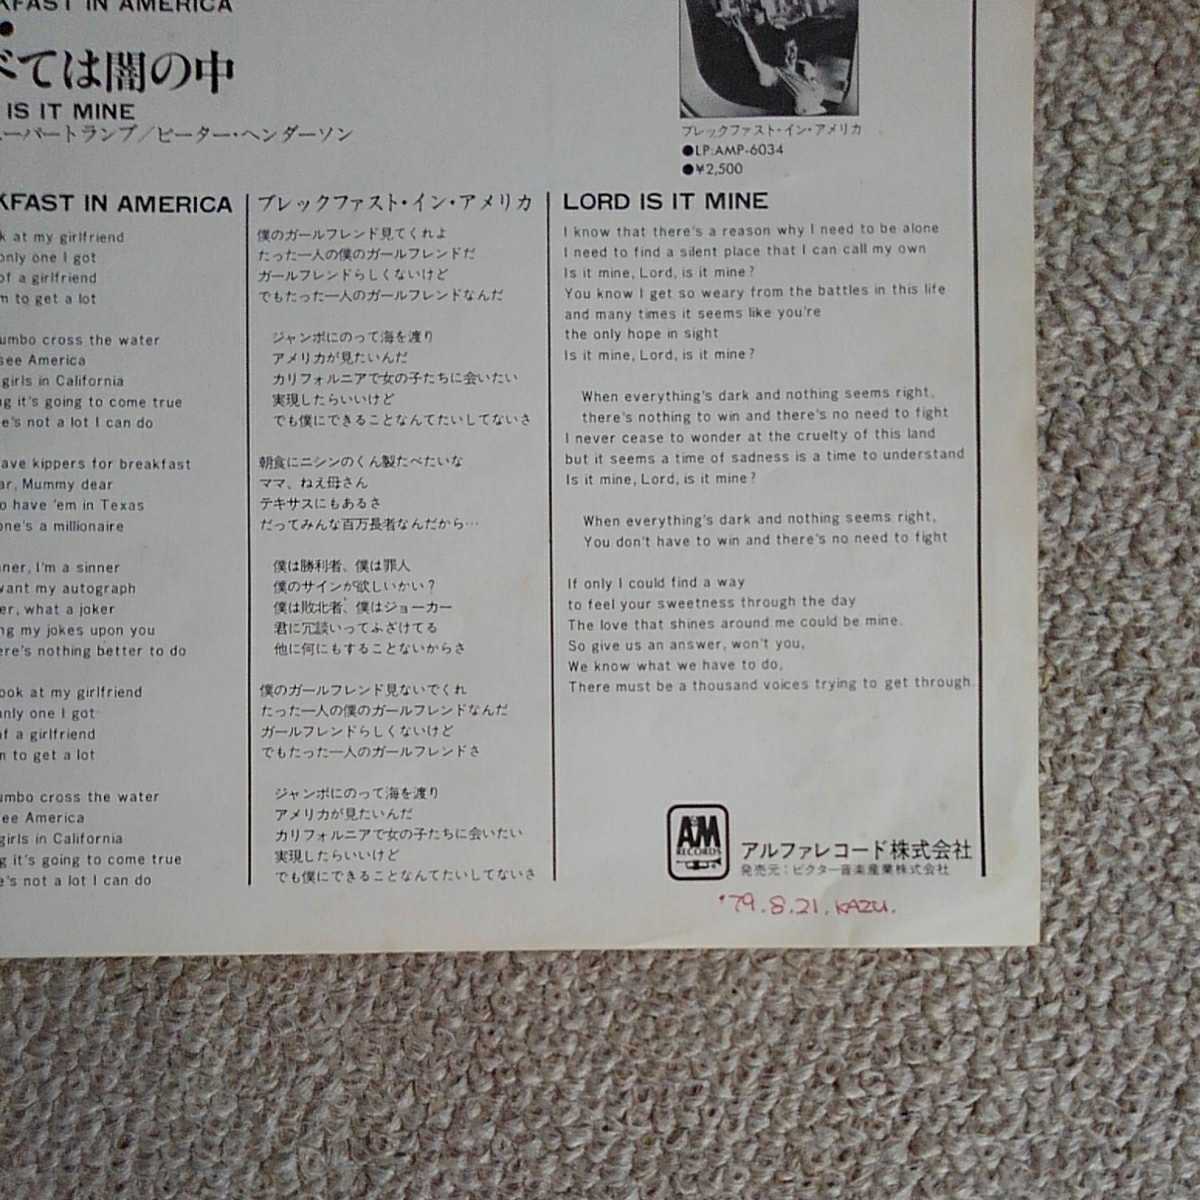 FAST IN AMERICA
ては闇の中
IS IT MINE
ーパートランプ/ピーター・ヘンダーソン
ブレックファスト・イン・アメリカ
●LP:AMP-6034
●¥2,500
KFAST IN AMERICA
k at my girlfriend
only one I got
of a girlfriend
m to get a lot
umbo cross the water
see America
girls in California
ng it's going to come true
e's not a lot I can do
ave kippers for breakfast
ar, Mummy dear
o have 'em in Texas
one's a millionaire
nner, I'm a sinner
want my autograph
er, what a joker
ng my jokes upon you
ere's nothing better to do
ook at my girlfriend
only one I got
of a girlfriend
m to get a lot
umbo cross the water
see America
girls in California
g it's going to come true
e's not a lot I can do
ブレックファスト・イン・アメリカ
僕のガールフレンド見てくれよ
たった一人の僕のガールフレンドだ
ガールフレンドらしくないけど
でもたった一人のガールフレンドなんだ
ジャンボにのって海を渡り
アメリカが見たいんだ
カリフォルニアで女の子たちに会いたい
実現したらいいけど
でも僕にできることなんてたいしてないさ
朝食にニシンのくん製たべたいな
ママ、ねえ母さん
テキサスにもあるさ
だってみんな百万長者なんだから…
僕は勝利者、僕は罪人
僕のサインが欲しいかい?
僕は敗北者、僕はジョーカー
君に冗談いってふざけてる
他に何にもすることないからさ
僕のガールフレンド見ないでくれ
たった一人の僕のガールフレンドなんだ
ガールフレンドらしくないけど
でもたった一人のガールフレンドさ
ジャンボにのって海を渡り
アメリカが見たいんだ
カリフォルニアで女の子たちに会いたい
実現したらいいけど
でも僕にできることなんてたいしてないさ
LORD IS IT MINE
I know that there's a reason why I need to be alone
I need to find a silent place that I can call my own
Is it mine, Lord, is it mine?
You know I get so weary from the battles in this life
and many times it seems like you're
the only hope in sight
Is it mine, Lord, is it mine?
When everything's dark and nothing seems right,
there's nothing to win and there's no need to fight
I never cease to wonder at the cruelty of this land
but it seems a time of sadness is a time to understand
Is it mine, Lord, is it mine?
When everything's dark and nothing seems right,
You don't have to win and there's no need to fight
If only I could find a way
to feel your sweetness through the day
The love that shines around me could be mine.
So give us an answer, won't you,
We know what we have to do,
There must be a thousand voices trying to get through.
A&M
RECORDS
アルファレコード株式会社
発売元:ビクター音楽産業株式会社
'79.8.21. KAZU.